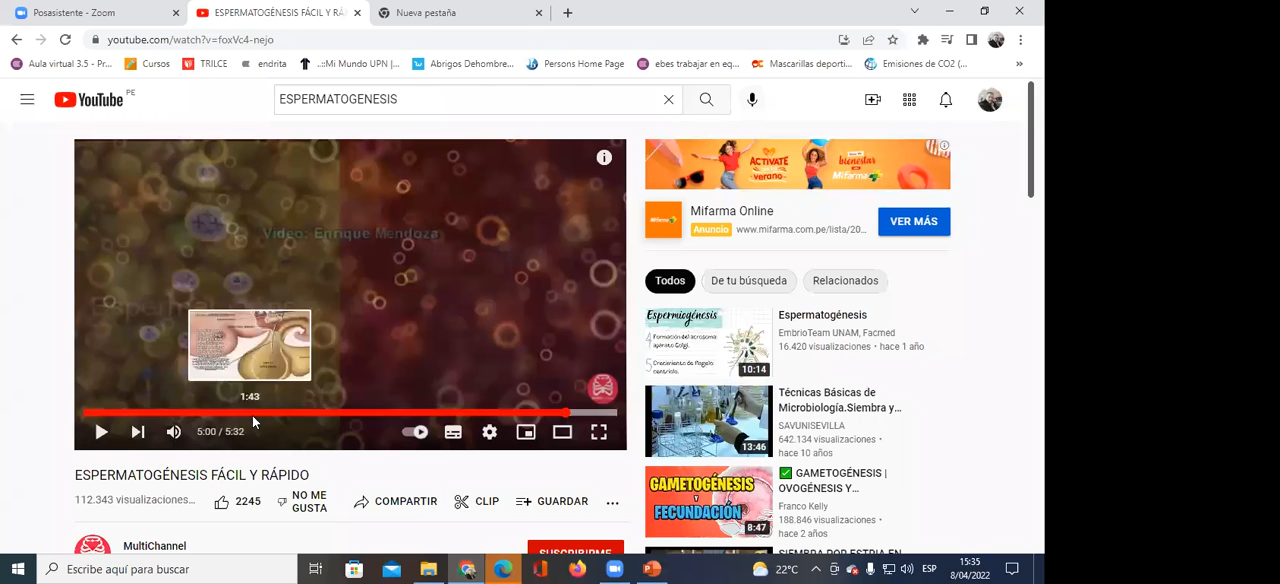 Posasistente - Zoom
ESPERMATOGÉNESIS FÁCIL Y RÁ
Nueva pestaña
youtube.com/watch?v=foxVc4-nejo
Aula virtual 3.5 - Pr...
Cursos
TRILCE
endrita
..::Mi Mundo UPN |...
Abrigos Dehombre...
Persons Home Page
ebes trabajar en eq...
Mascarillas deporti...
Emisiones de CO2 (...
»
YouTube PE
ESPERMATOGENESIS
Video: Enrique Mendoza
1:43
5:00 / 5:32
ESPERMATOGÉNESIS FÁCIL Y RÁPIDO
112.343 visualizaciones...
2245
NO ME GUSTA
COMPARTIR
CLIP
GUARDAR
...
MultiChannel
SUSCRIBIRME
ACTÍVATE
verano
bienestar
Mifarma
Mifarma Online
Anuncio www.mifarma.com.pe/lista/20...
VER MÁS
Todos
De tu búsqueda
Relacionados
Espermiogénesis
10:14
Espermatogénesis
EmbrioTeam UNAM, Facmed
16.420 visualizaciones • hace 1 año
13:46
Técnicas Básicas de
Microbiología.Siembra y...
SAVUNISEVILLA
642.134 visualizaciones •
hace 10 años
GAMETOGÉNESIS
Y
FECUNDACIÓN
8:47
GAMETOGÉNESIS |
OVOGÉNESIS Y...
Franco Kelly
188.846 visualizaciones •
hace 2 años
SIEMBRA POR ESTRIA EN
Escribe aquí para buscar
22°C
ESP
15:35
8/04/2022